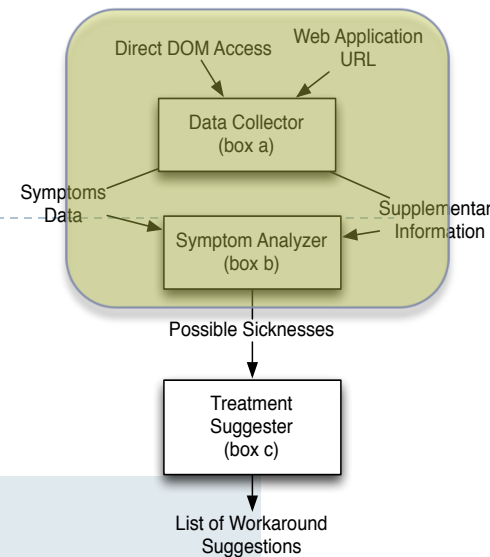 Direct DOM Access
Web Application
URL
Data Collector
(box a)
Symptoms
Data
Supplementar
Information
Symptom Analyzer
(box b)
Possible Sicknesses
Treatment
Suggester
(box c)
List of Workaround
Suggestions